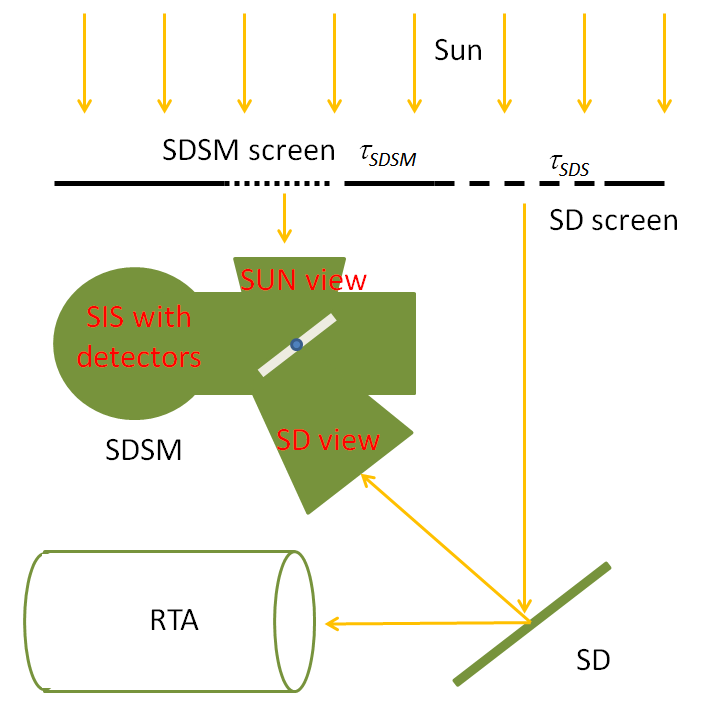 Sun
SDSM screen
τSDSM
τSDS
SD screen
SUN view
SIS with
detectors
SDSM
SD view
RTA
SD